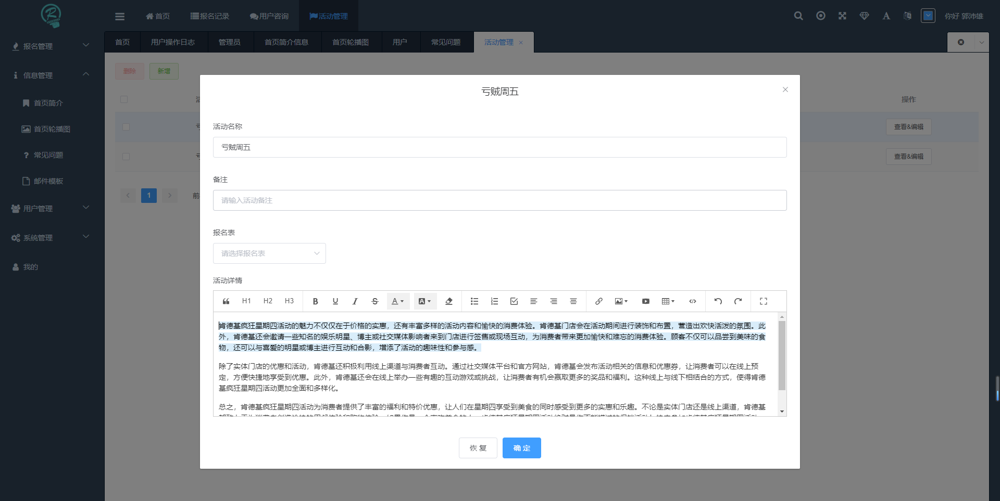 首页
报名记录
用户咨询
活动管理
你好 郭沛雄
首页
用户操作日志
管理员
首页简介信息
首页轮播图
用户
常见问题
活动管理
报名管理
信息管理
首页简介
首页轮播图
常见问题
邮件模板
用户管理
系统管理
我的
删除
新增
操作
查看&编辑
查看&编辑
1
前
亏贼周五
活动名称
亏贼周五
备注
请输入活动备注
报名表
请选择报名表
活动详情
H1 H2 H3 B U I S A A
肯德基疯狂星期四活动的魅力不仅仅在于价格的实惠，还有丰富多样的活动内容和愉快的消费体验。肯德基门店会在活动期间进行装饰和布置，营造出欢快活泼的氛围。此
外，肯德基还会邀请一些知名的娱乐明星、博主或社交媒体影响者来到门店进行签售或现场互动，为消费者带来更加愉快和难忘的消费体验。顾客不仅可以品尝到美味的食
物，还可以与喜爱的明星或博主进行互动和合影，增添了活动的趣味性和参与感。
除了实体门店的优惠和活动，肯德基还积极利用线上渠道与消费者互动。通过社交媒体平台和官方网站，肯德基会发布活动相关的信息和优惠券，让消费者可以在线上预
定，方便快捷地享受到优惠。此外，肯德基还会在线上举办一些有趣的互动游戏或挑战，让消费者有机会赢取更多的奖品和福利。这种线上与线下相结合的方式，使得肯德
基疯狂星期四活动更加全面和多样化。
总之，肯德基疯狂星期四活动为消费者提供了丰富的福利和特价优惠，让人们在星期四享受到美食的同时感受到更多的实惠和乐趣。不论是实体门店还是线上渠道，肯德基
恢复
确定